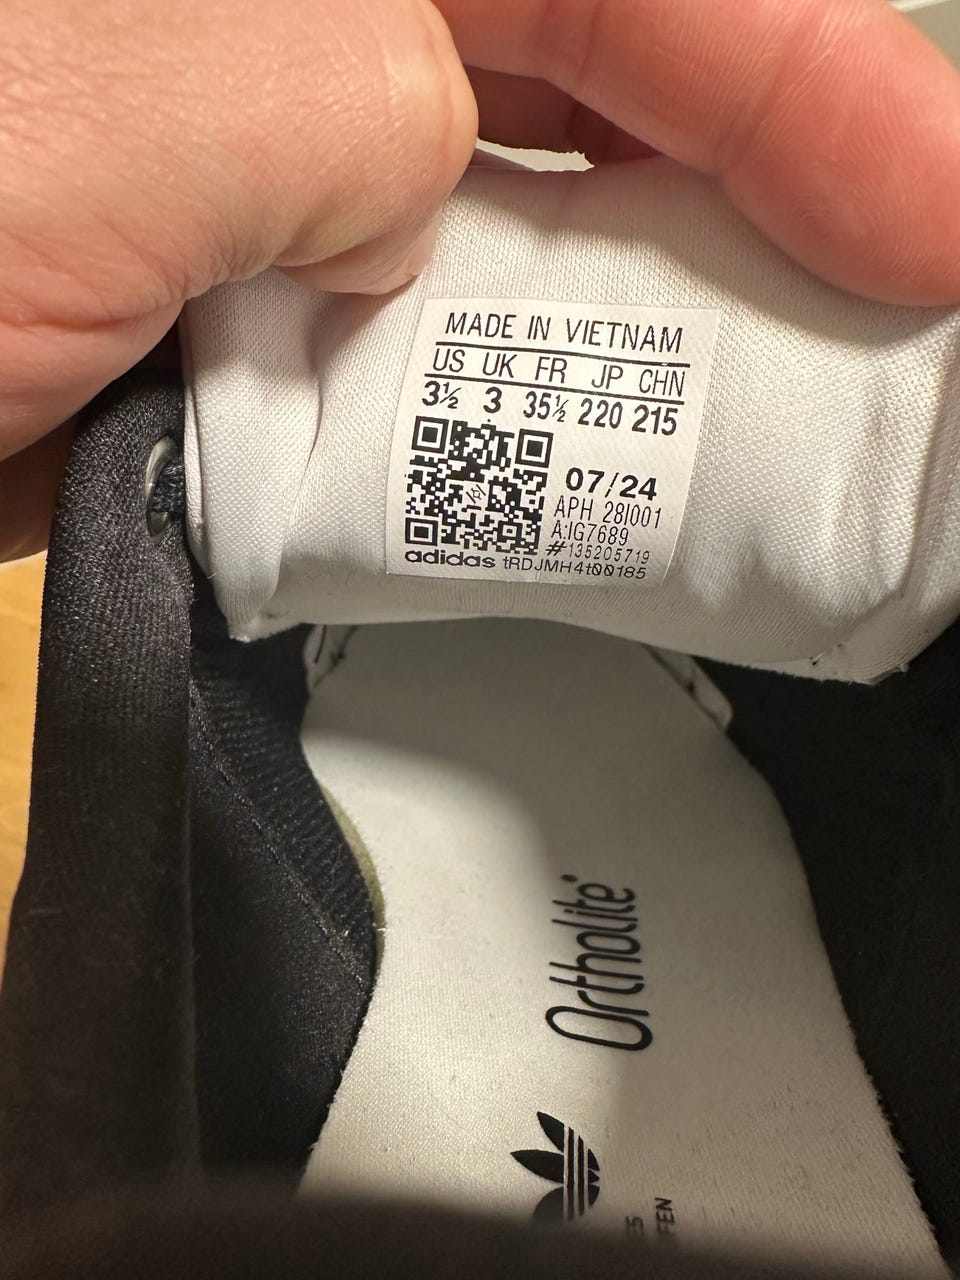 MADE IN VIETNAM
US UK FR JP CHN
3½ 3 35½ 220 215
07/24
APH 28I001
A:IG7689
#135205719
adidas tRDJMH4t00185
Ortholite